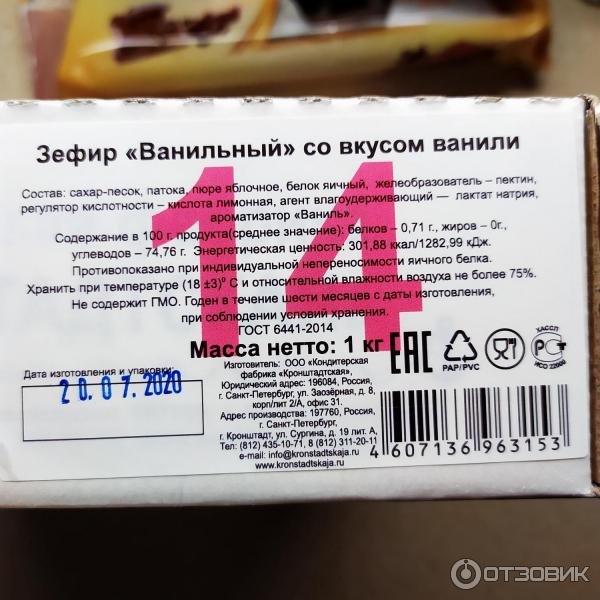 Зефир «Ванильный» со вкусом ванили
14
Состав: сахар-песок, патока, пюре яблочное, белок яичный, желеобразователь – пектин,
регулятор кислотности – кислота лимонная, агент влагоудерживающий — лактат натрия,
ароматизатор «Ваниль».
Содержание в 100 г. продукта(среднее значение): белков – 0,71 г., жиров – 0г.,
углеводов – 74,76 г. Энергетическая ценность: 301,88 ккал/1282,99 кДж.
Противопоказано при индивидуальной непереносимости яичного белка.
Хранить при температуре (18 ±3)⁰ С и относительной влажности воздуха не более 75%.
Не содержит ГМО. Годен в течение шести месяцев с даты изготовления,
при соблюдении условий хранения.
ГОСТ 6441-2014
Масса нетто: 1 кг
Дата изготовления и упаковки:
20.07.2020
Изготовитель: ООО «Кондитерская
фабрика «Кронштадтская»,
Юридический адрес: 196084, Россия,
г. Санкт-Петербург, ул. Заозёрная, д. 8,
корп/лит 2/А, офис 31.
Адрес производства: 197760, Россия,
г. Санкт-Петербург,
г. Кронштадт, ул. Сургина, д. 19 лит. А,
Тел.: (812) 435-10-71, 8 (812) 311-20-11
e-mail: info@kronstadtskaja.ru
www.kronstadtskaja.ru
EAC
PAP/PVC
ХАССП
РСТ
ИСО 22000
4 607136 963153
ОТЗОВИК